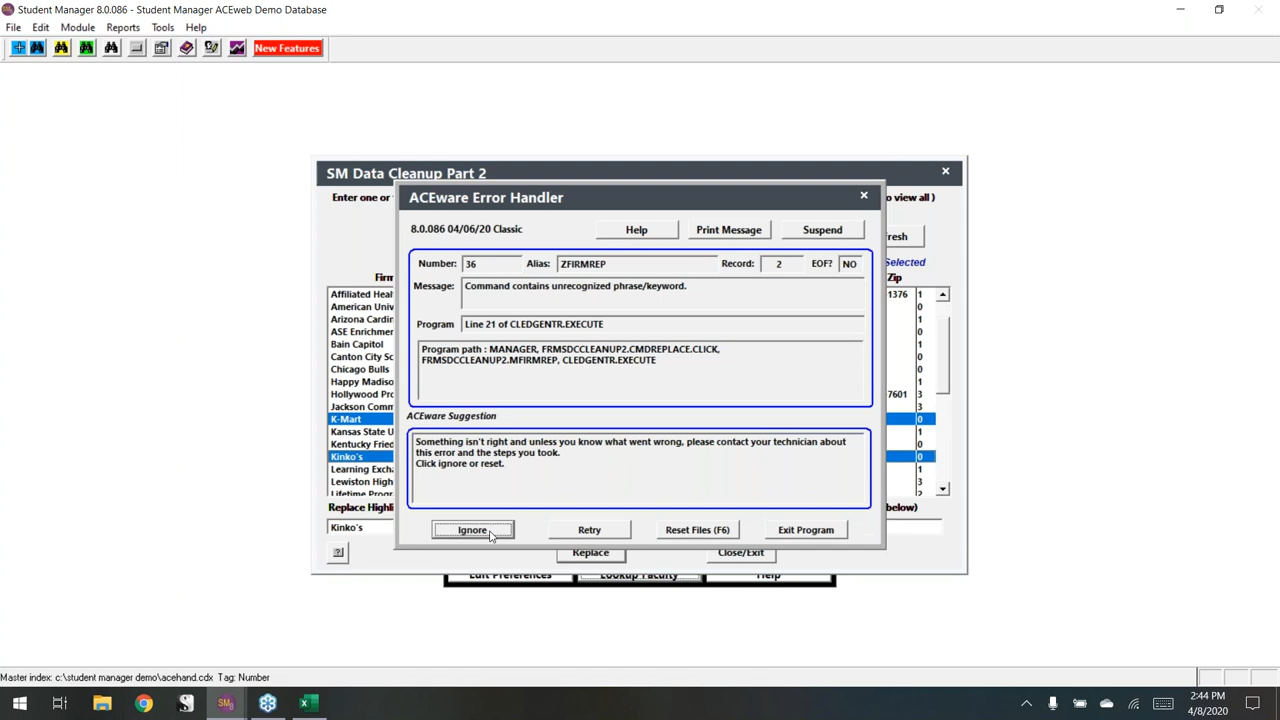 Student Manager 8.0.086 - Student Manager ACEweb Demo Database
File Edit Module Reports Tools Help
New Features
SM Data Cleanup Part 2
Enter one or
o view all )
ACEware Error Handler
8.0.086 04/06/20 Classic
Help
Print Message
Suspend
fresh
Selected
Number: 36 Alias: ZFIRMREP Record: 2 EOF? NO
Firm
Zip
Message: Command contains unrecognized phrase/keyword.
Affiliated Heal
1376 1
American Univ
0
Arizona Cardin
1
Program Line 21 of CLEDGENTR.EXECUTE
ASE Enrichme
0
Bain Capitol
1
Program path : MANAGER, FRMSDCCLEANUP2.CMDREPLACE.CLICK,
FRMSDCCLEANUP2.MFIRMREP, CLEDGENTR.EXECUTE
Canton City Sc
1
Chicago Bulls
0
Happy Madiso
1
Hollywood Pro
7601 3
Jackson Comm
3
ACEware Suggestion
K-Mart
0
Kansas State U
1
Kentucky Fried
0
Something isn't right and unless you know what went wrong, please contact your technician about
this error and the steps you took.
Click ignore or reset.
Kinko's
0
Learning Exch
1
Lewiston High
3
Lifetime Progr
2
Replace Highli
below)
Kinko's
Ignore
Retry
Reset Files (F6)
Exit Program
Replace
Close/Exit
Edit Preferences
Lookup Faculty
Help
Master index: c:\student manager demo\acehand.cdx Tag: Number
2:44 PM
4/8/2020